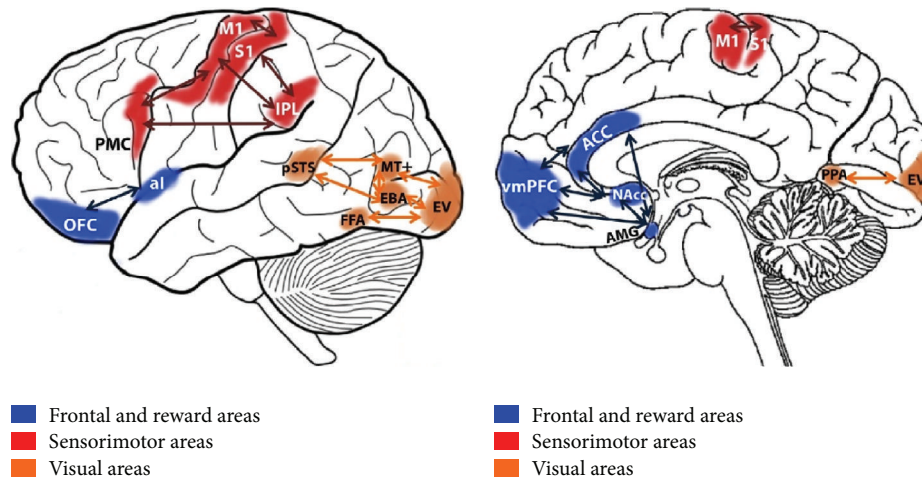 M1
S1
IPL
PMC
aI
OFC
pSTS
MT+
EBA
FFA
EV
M1
S1
ACC
vmPFC
NAcc
AMG
PPA
EV
Frontal and reward areas
Sensorimotor areas
Visual areas
Frontal and reward areas
Sensorimotor areas
Visual areas